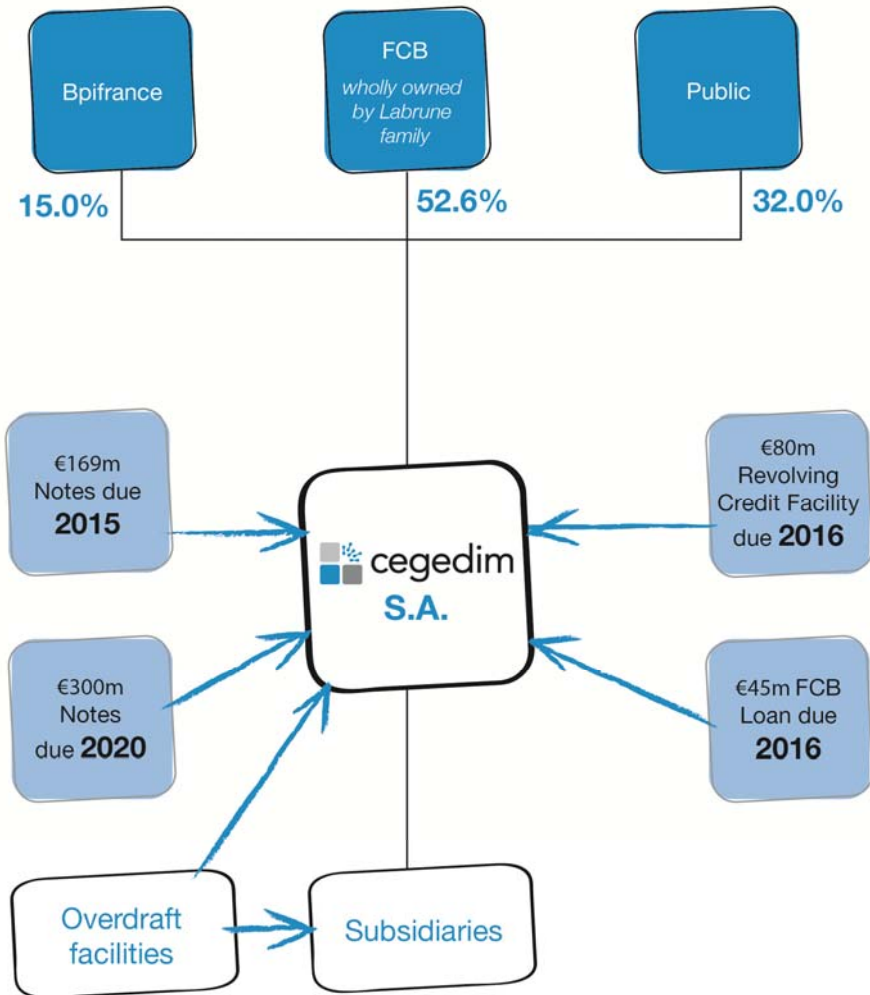 Bpifrance
FCB
wholly owned
by Labrune
family
Public
15.0%
52.6%
32.0%
€169m
Notes due
2015
€80m
Revolving
Credit Facility
due 2016
cegedim
S.A.
€300m
Notes
due 2020
€45m FCB
Loan due
2016
Overdraft
facilities
Subsidiaries